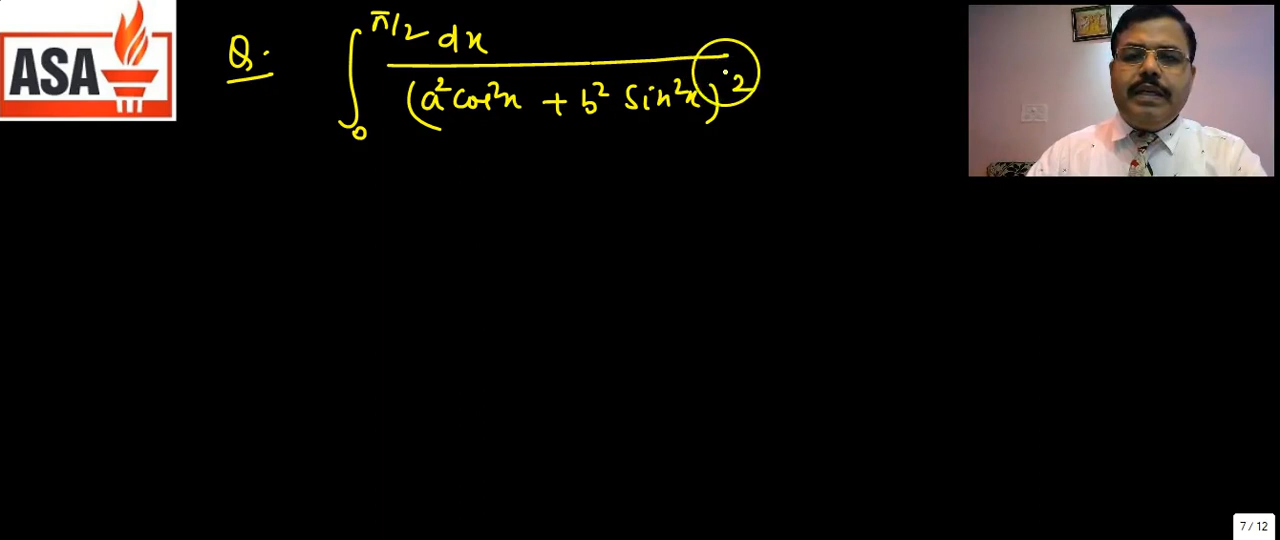 ASA
Q. ∫₀^π/2 dx
(a²cos²x + b² sin²x)²
7 / 12